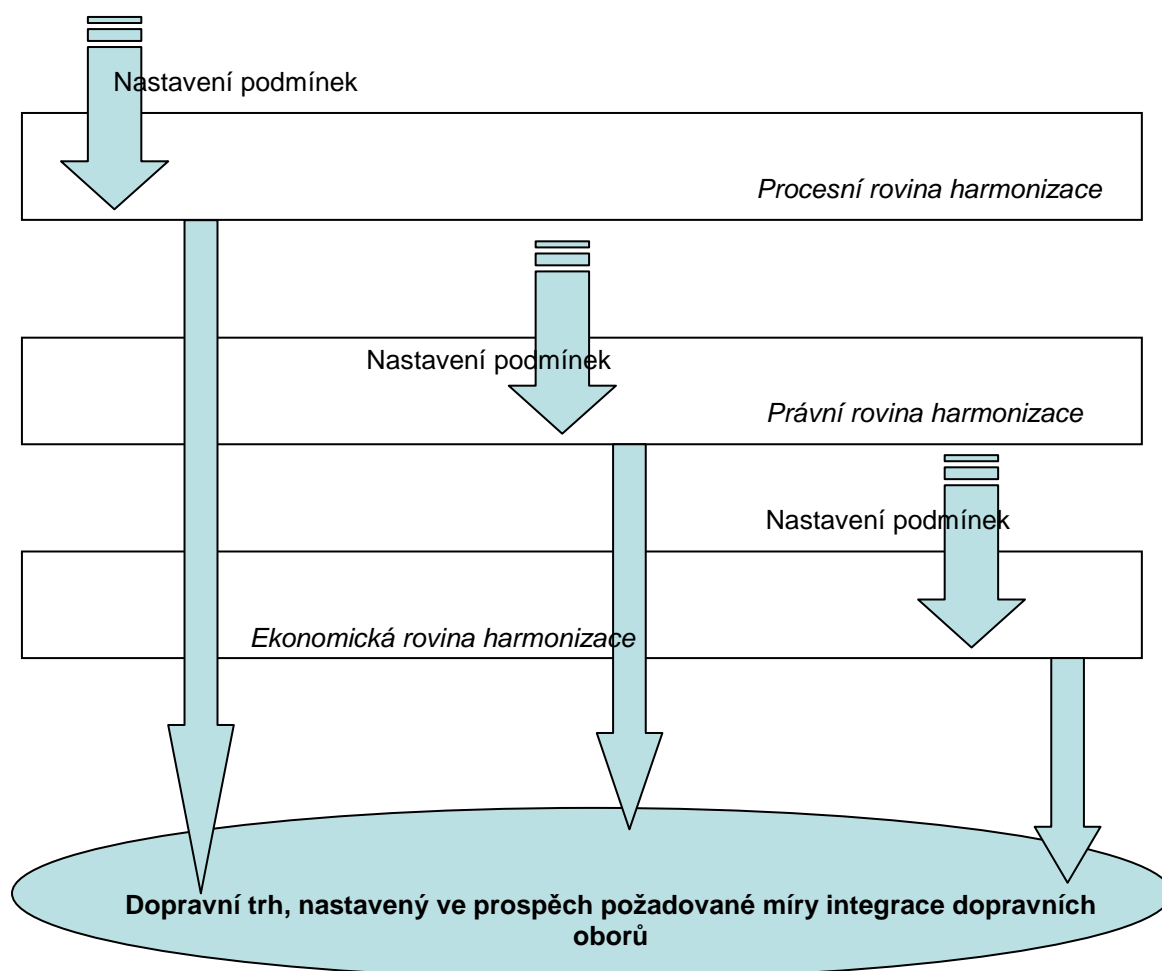 Nastavení podmínek
Procesní rovina harmonizace
Nastavení podmínek
Právní rovina harmonizace
Nastavení podmínek
Ekonomická rovina harmonizace
Dopravní trh, nastavený ve prospěch požadované míry integrace dopravních
oborů